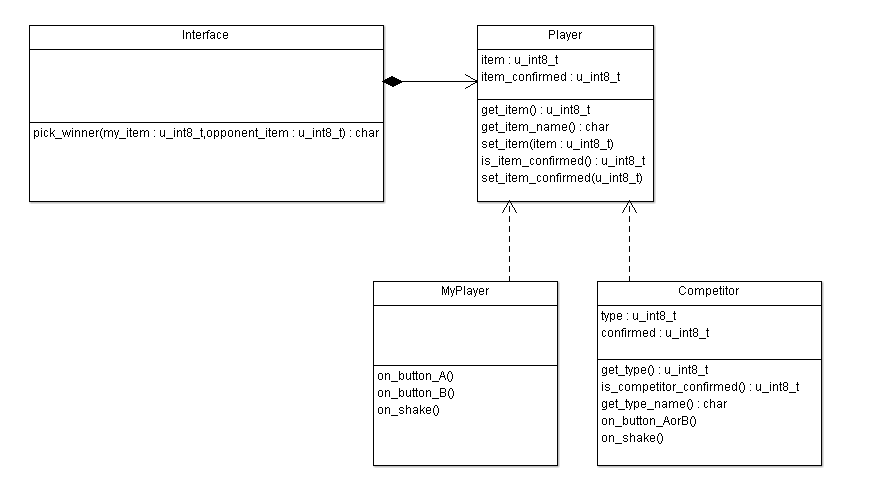 Interface
pick_winner(my_item : u_int8_t,opponent_item : u_int8_t) : char
Player
item : u_int8_t
item_confirmed : u_int8_t
get_item() : u_int8_t
get_item_name() : char
set_item(item : u_int8_t)
is_item_confirmed() : u_int8_t
set_item_confirmed(u_int8_t)
MyPlayer
on_button_A()
on_button_B()
on_shake()
Competitor
type : u_int8_t
confirmed : u_int8_t
get_type() : u_int8_t
is_competitor_confirmed() : u_int8_t
get_type_name() : char
on_button_AorB()
on_shake()